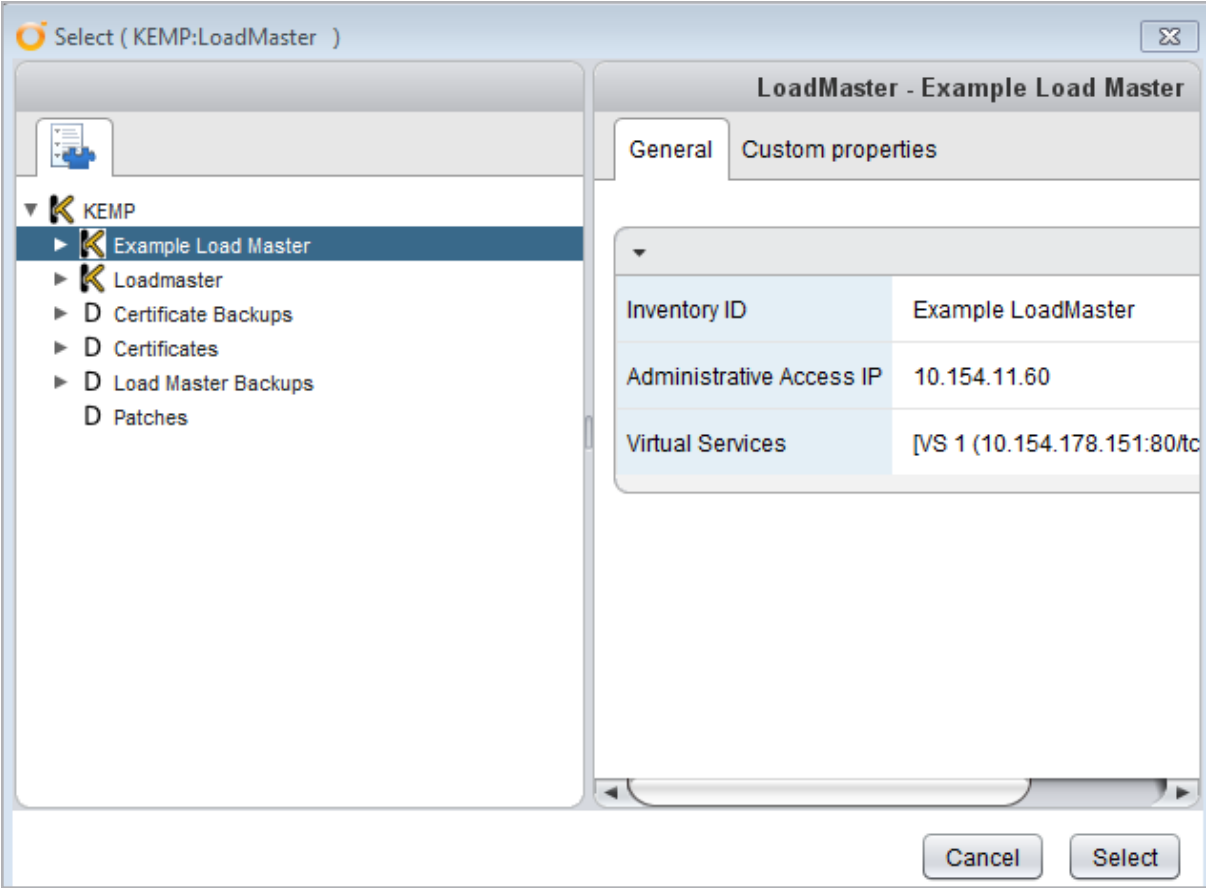 Select ( KEMP:LoadMaster )
LoadMaster - Example Load Master
General Custom properties
KEMP
Example Load Master
Loadmaster
D Certificate Backups
D Certificates
D Load Master Backups
D Patches
Inventory ID Example LoadMaster
Administrative Access IP 10.154.11.60
Virtual Services [VS 1 (10.154.178.151:80/tc
Cancel Select